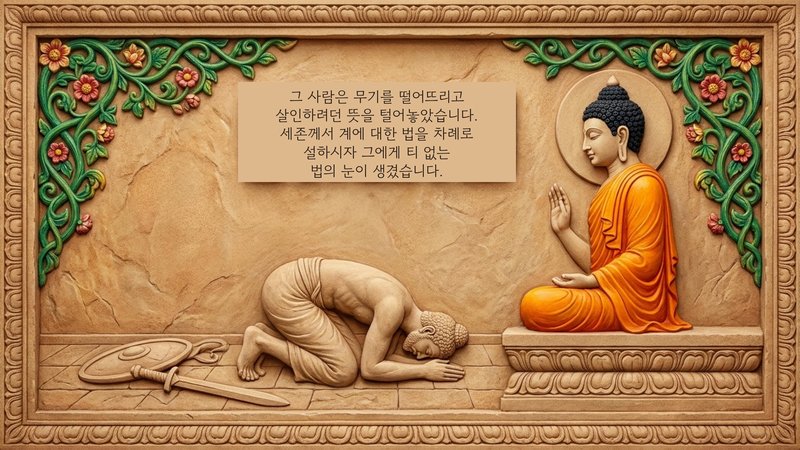 그 사람은 무기를 떨어뜨리고
살인하려던 뜻을 털어놓았습니다.
세존께서 계에 대한 법을 차례로
설하시자 그에게 티 없는
법의 눈이 생겼습니다.